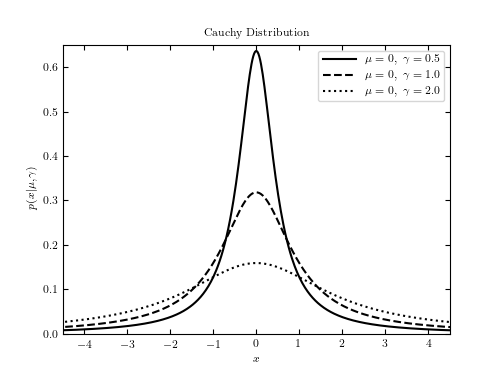 Cauchy Distribution
μ = 0, γ = 0.5
μ = 0, γ = 1.0
μ = 0, γ = 2.0
p(x|μ, γ)
0.6
0.5
0.4
0.3
0.2
0.1
0.0
−4 −3 −2 −1 0 1 2 3 4
x